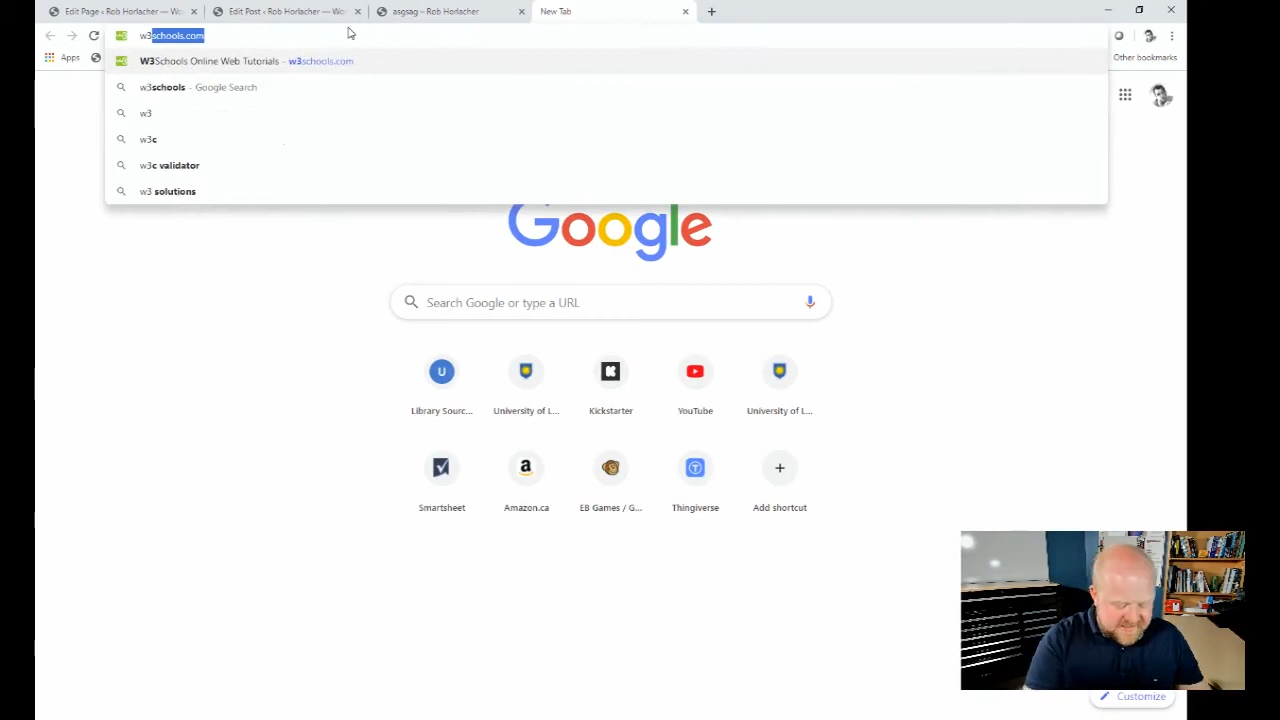 Edit Page ‹ Rob Horlacher — Wo
Edit Post ‹ Rob Horlacher — Wo
asgsag – Rob Horlacher
New Tab
w3schools.com
Apps
Other bookmarks
W3Schools Online Web Tutorials – w3schools.com
w3schools - Google Search
w3
w3c
w3c validator
w3 solutions
Google
Search Google or type a URL
U
Library Sourc...
University of L...
Kickstarter
YouTube
University of L...
Smartsheet
Amazon.ca
EB Games / G...
Thingiverse
Add shortcut
Customize